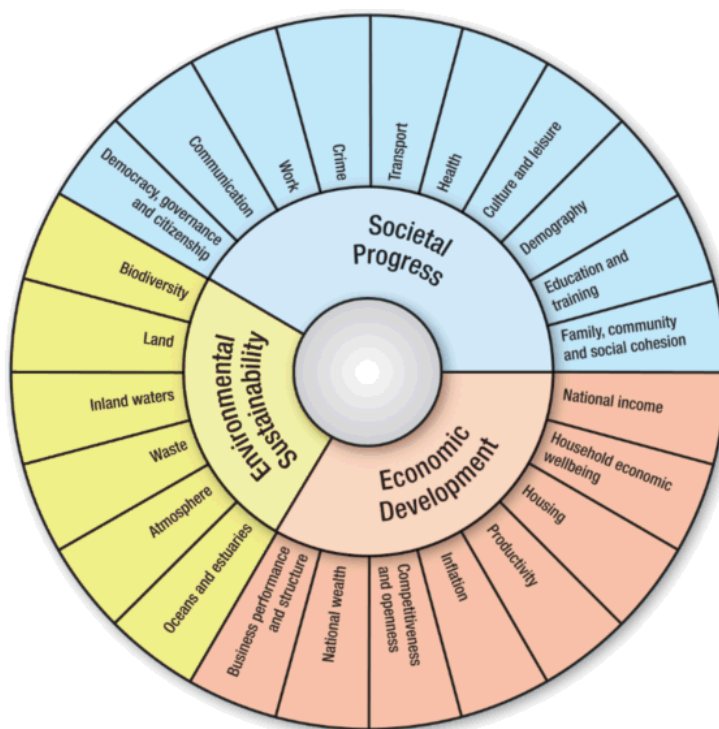 Societal
Progress
Democracy, governance
and citizenship
Communication
Work
Crime
Transport
Health
Culture and leisure
Demography
Education and
training
Family, community
and social cohesion
Economic
Development
National income
Household economic
wellbeing
Housing
Productivity
Inflation
Competitiveness
and openness
National wealth
Business performance
and structure
Environmental
Sustainability
Oceans and estuaries
Atmosphere
Waste
Inland waters
Land
Biodiversity